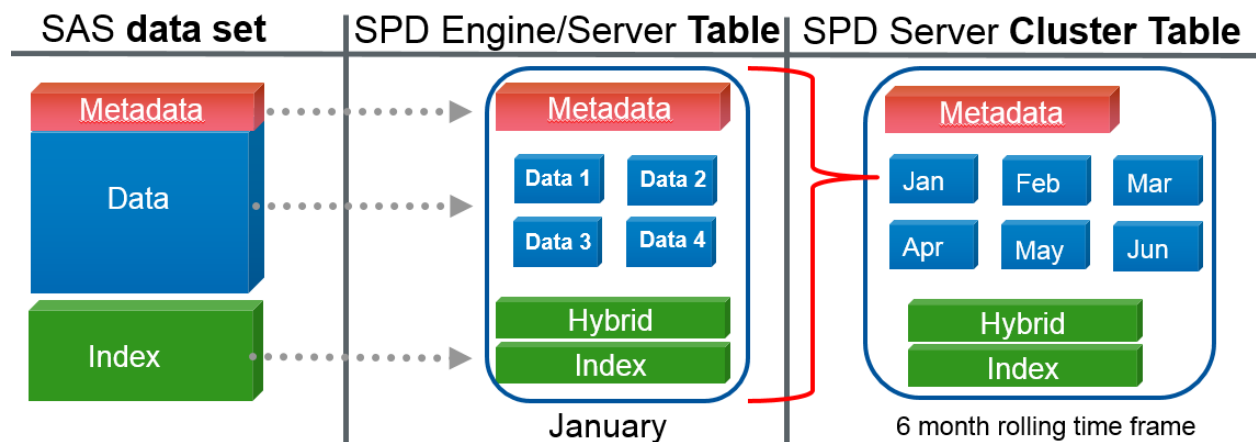 SAS data set
Metadata
Data
Index
SPD Engine/Server Table
Metadata
Data 1
Data 2
Data 3
Data 4
Hybrid
Index
January
SPD Server Cluster Table
Metadata
Jan
Feb
Mar
Apr
May
Jun
Hybrid
Index
6 month rolling time frame